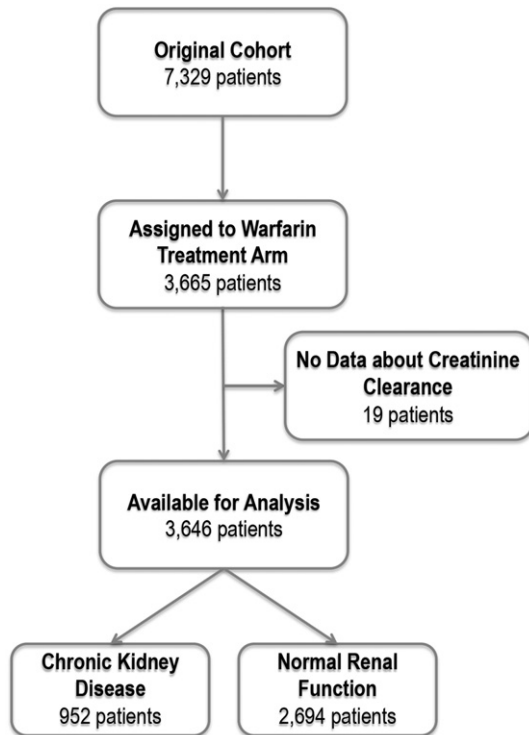 Original Cohort
7,329 patients
Assigned to Warfarin
Treatment Arm
3,665 patients
No Data about Creatinine
Clearance
19 patients
Available for Analysis
3,646 patients
Chronic Kidney
Disease
952 patients
Normal Renal
Function
2,694 patients